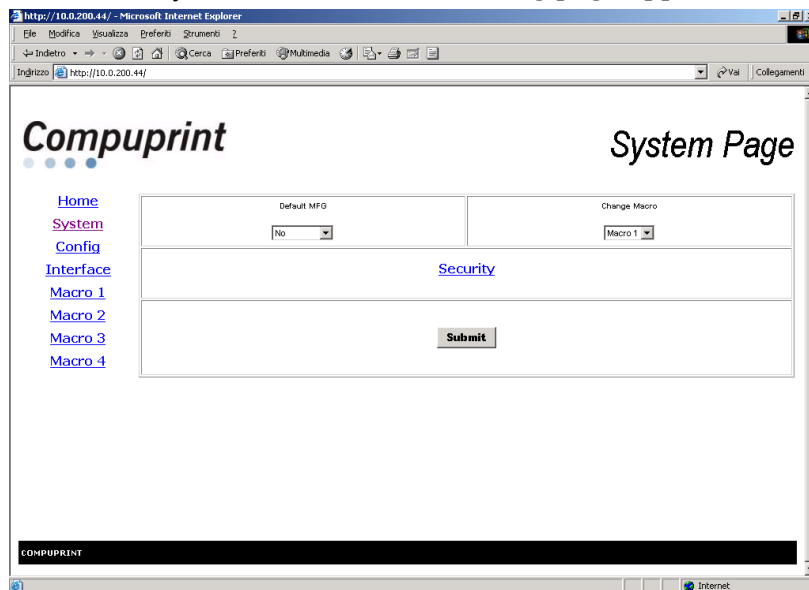 http://10.0.200.44/ - Microsoft Internet Explorer
File Modifica Visualizza Preferiti Strumenti ?
Indietro Cerca Preferiti Multimedia
Indirizzo http://10.0.200.44/ Vai Collegamenti
Compuprint
System Page
Home
System
Config
Interface
Macro 1
Macro 2
Macro 3
Macro 4
Default MFG
No
Change Macro
Macro 1
Security
Submit
COMPUPRINT
Internet